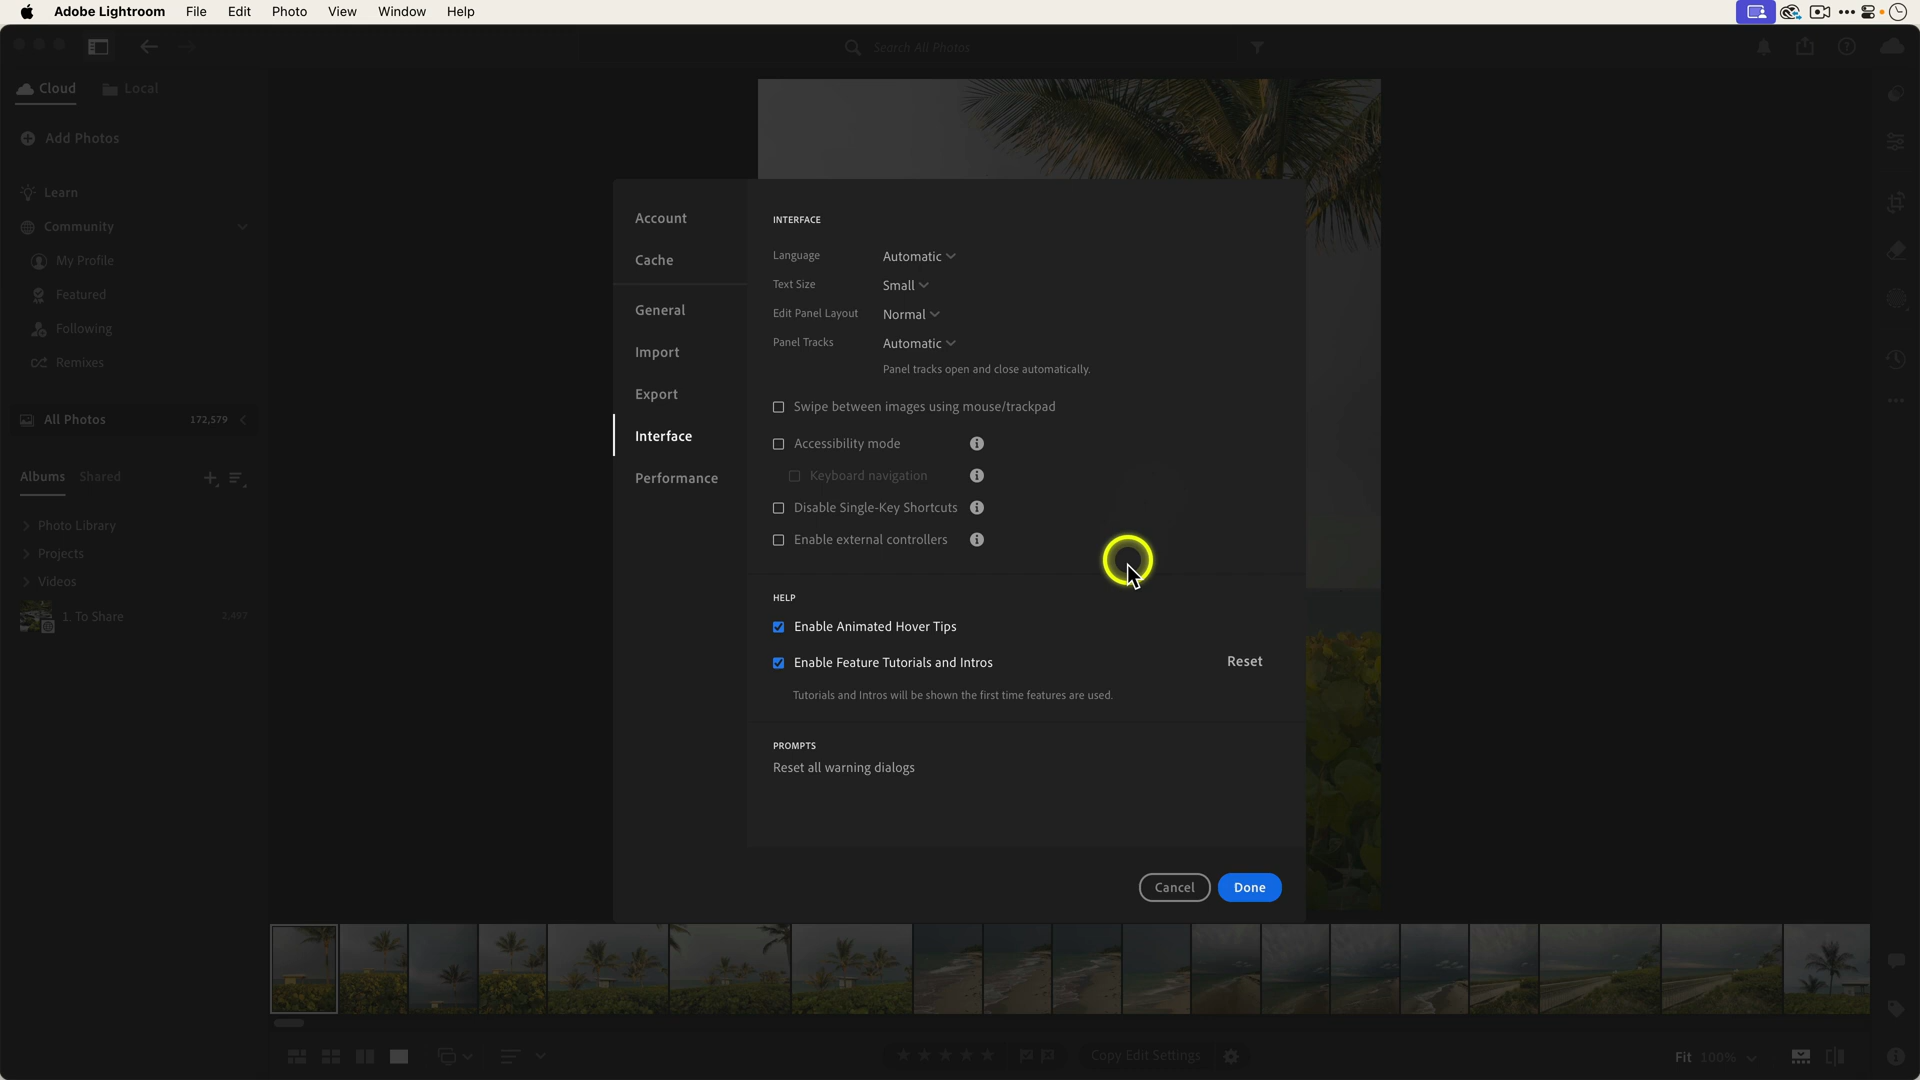 Adobe Lightroom File Edit Photo View Window Help
Search All Photos
Cloud Local
Add Photos
Learn
Community
My Profile
Featured
Following
Remixes
All Photos 172,579
Albums Shared
Photo Library
Projects
Videos
1. To Share 2,497
Account
Cache
General
Import
Export
Interface
Performance
INTERFACE
Language Automatic
Text Size Small
Edit Panel Layout Normal
Panel Tracks Automatic
Panel tracks open and close automatically.
Swipe between images using mouse/trackpad
Accessibility mode
Keyboard navigation
Disable Single-Key Shortcuts
Enable external controllers
HELP
Enable Animated Hover Tips
Enable Feature Tutorials and Intros Reset
Tutorials and Intros will be shown the first time features are used.
PROMPTS
Reset all warning dialogs
Cancel Done
Copy Edit Settings
Fit 100%